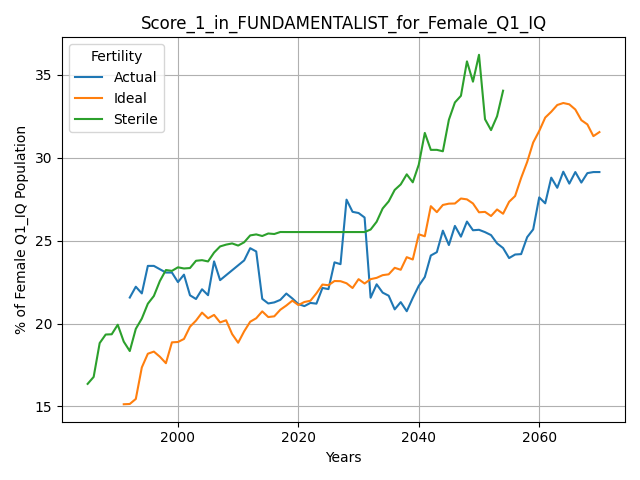 Score_1_in_FUNDAMENTALIST_for_Female_Q1_IQ
Fertility
Actual
Ideal
Sterile
% of Female Q1_IQ Population
35
30
25
20
15
2000
2020
2040
2060
Years